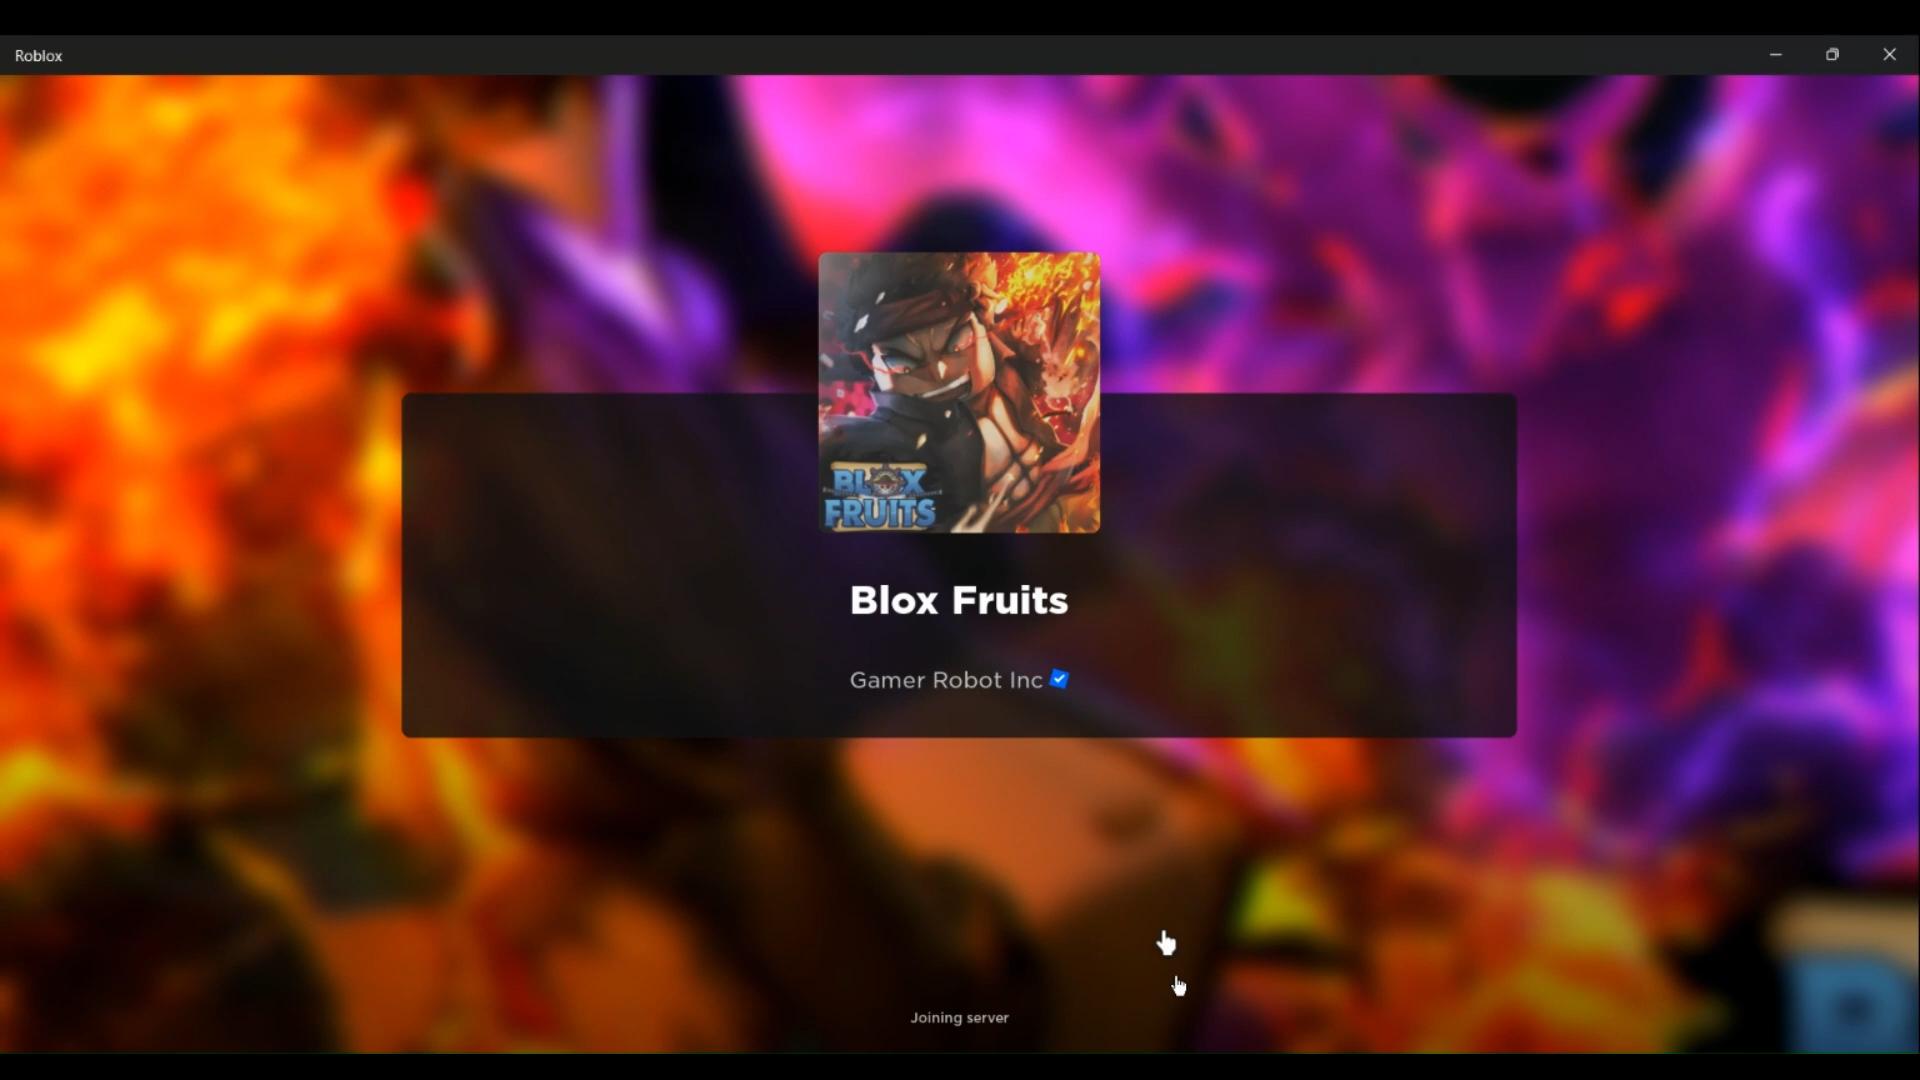 Roblox
BLOX
FRUITS
Blox Fruits
Gamer Robot Inc
Joining server